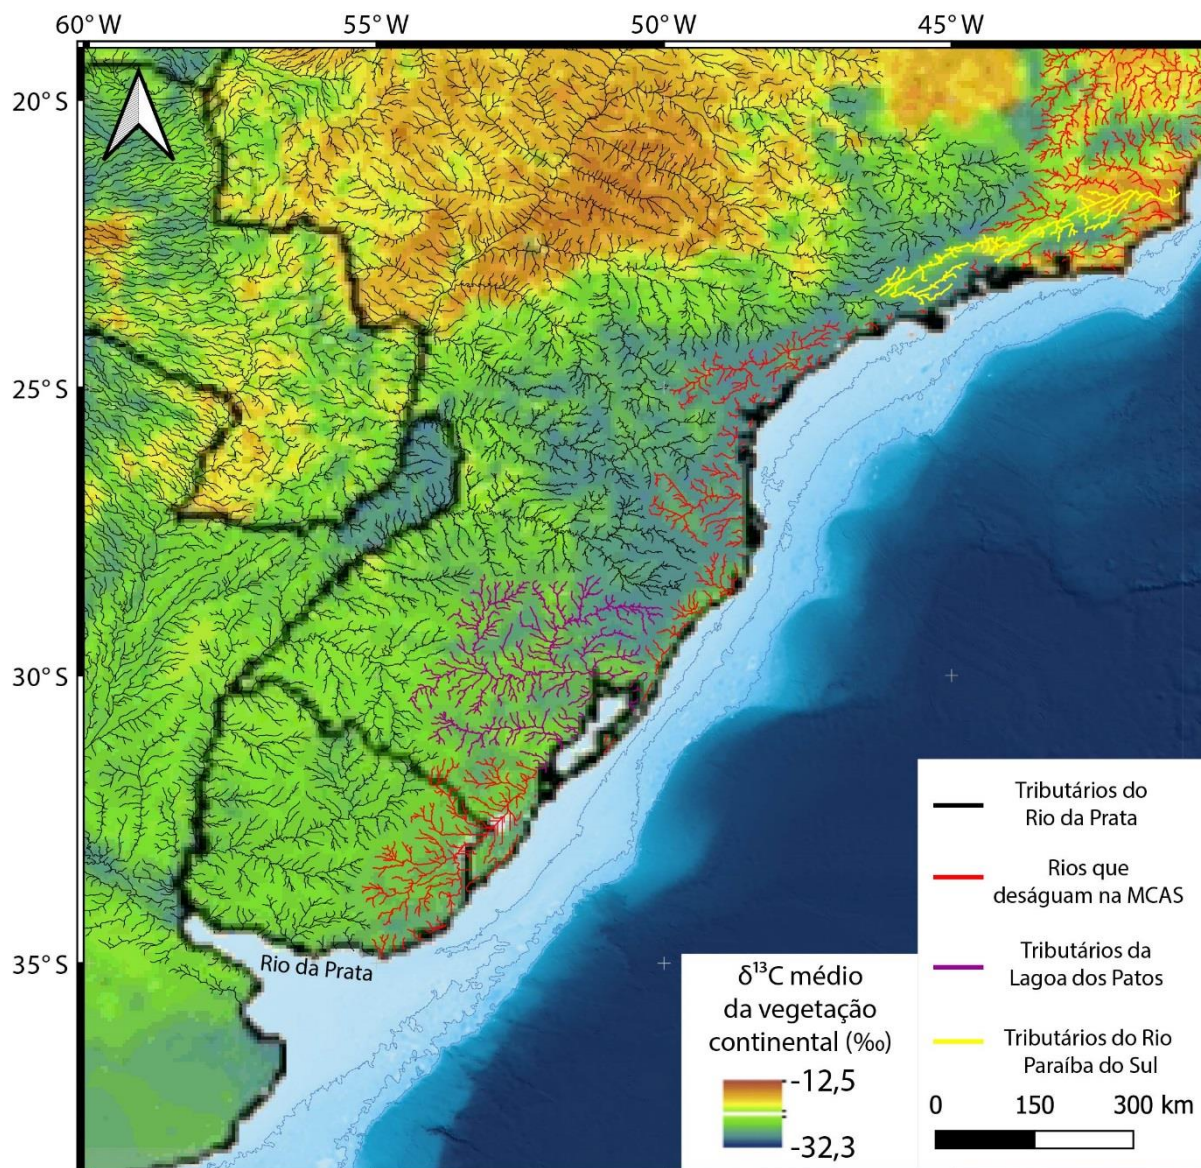 60°W 55°W 50°W 45°W
20°S
25°S
30°S
35°S
Rio da Prata
δ¹³C médio
da vegetação
continental (‰)
-12,5
-32,3
Tributários do
Rio da Prata
Rios que
deságuam na MCAS
Tributários da
Lagoa dos Patos
Tributários do Rio
Paraíba do Sul
0 150 300 km